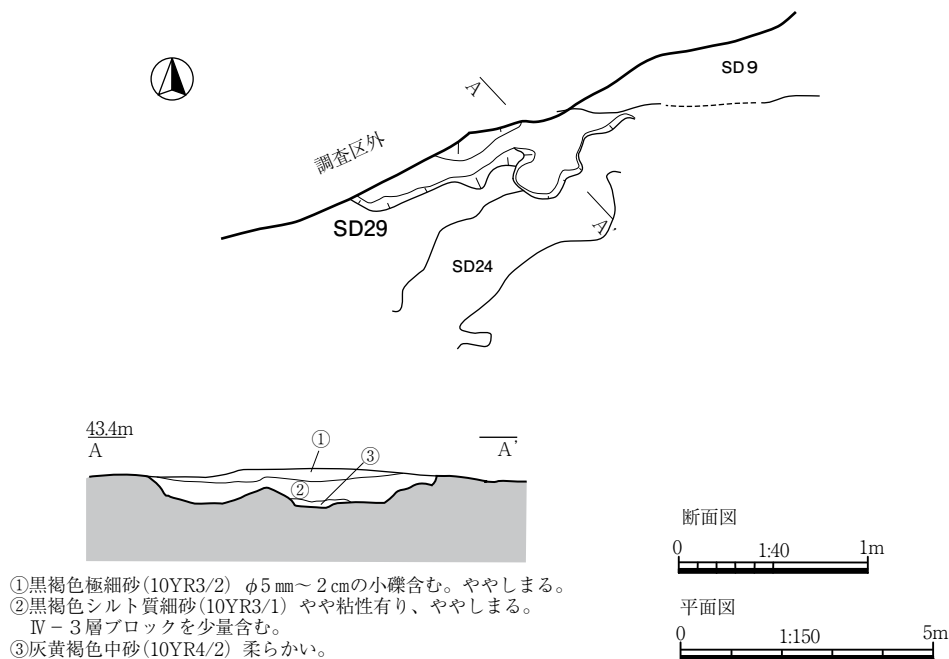 SD9
A
調査区外
SD29
A'
SD24
43.4m
A
A'
①
③
②
断面図
0 1:40 1m
平面図
0 1:150 5m
①黒褐色極細砂(10YR3/2) φ5㎜~2㎝の小礫含む。ややしまる。
②黒褐色シルト質細砂(10YR3/1) やや粘性有り、ややしまる。
Ⅳ-3層ブロックを少量含む。
③灰黄褐色中砂(10YR4/2) 柔らかい。